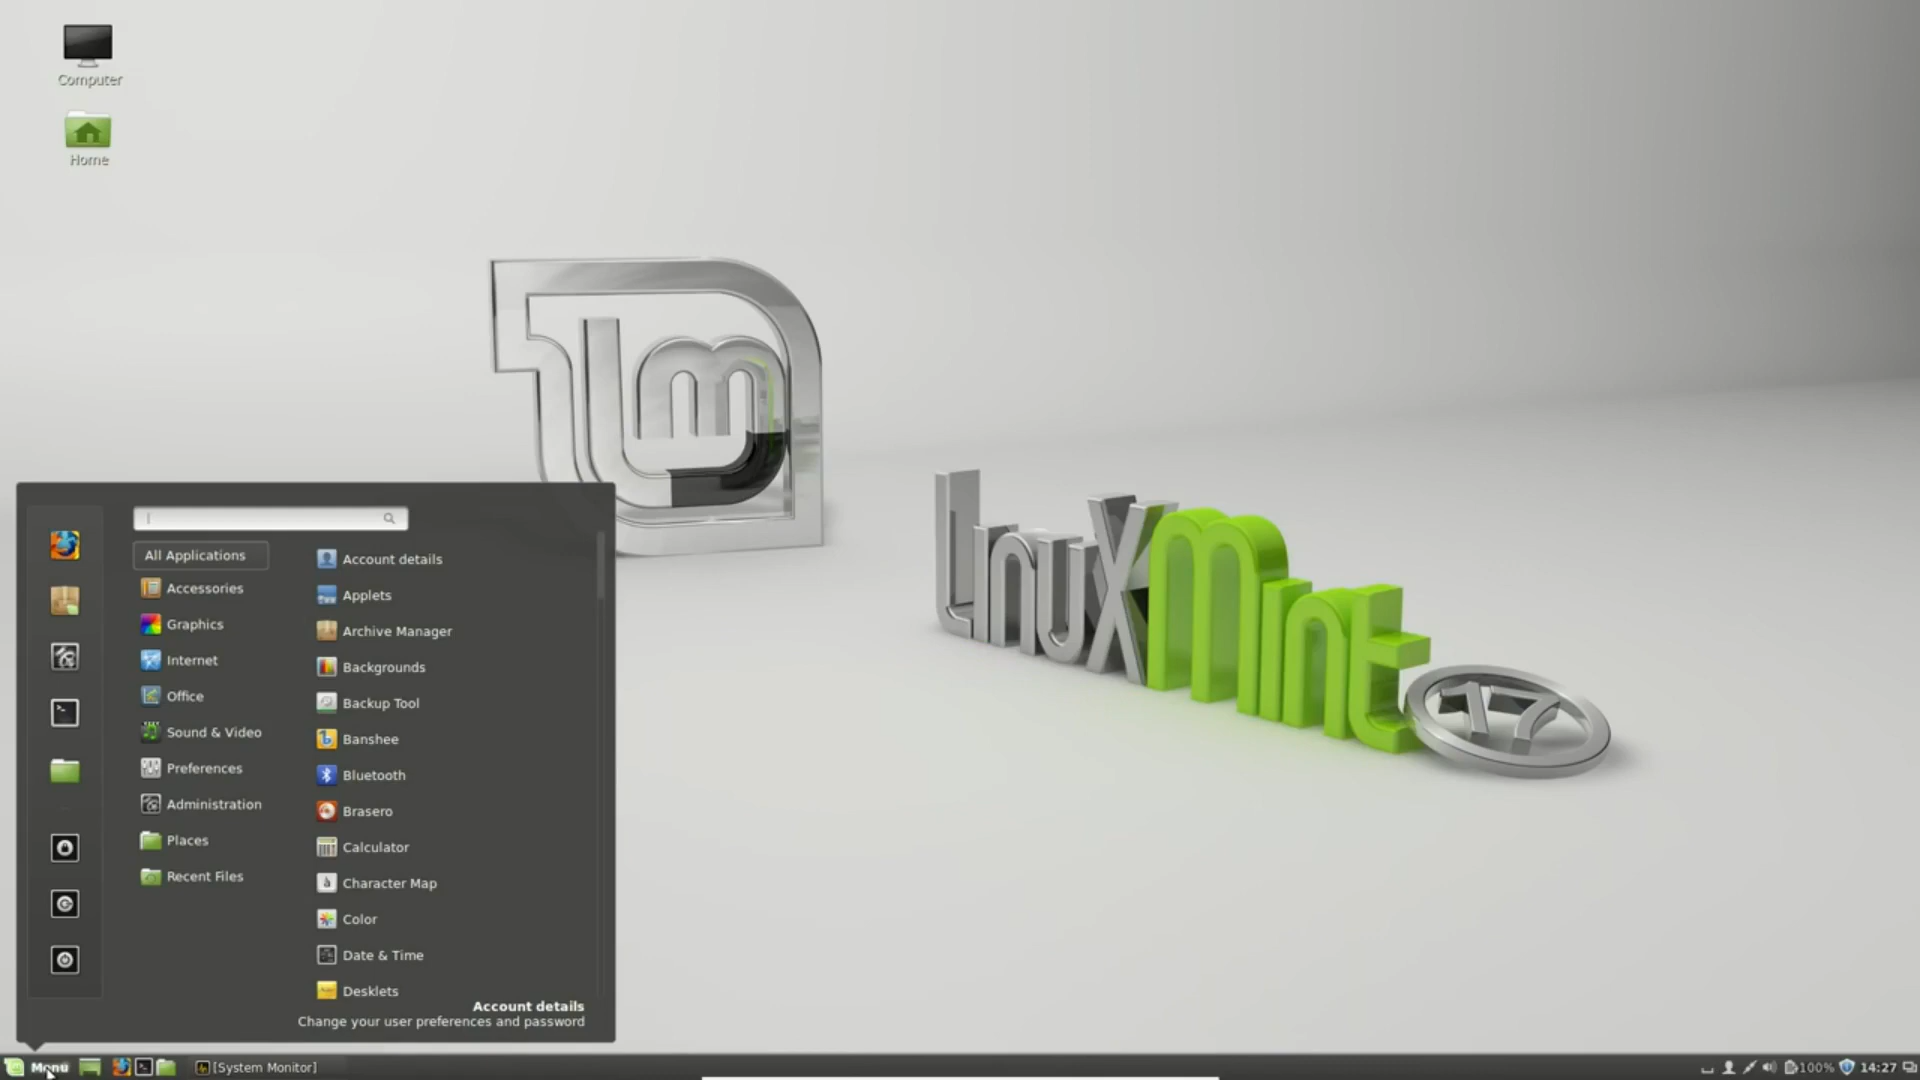 Computer
Home
lm
LinuxMint
17
All Applications
Accessories
Graphics
Internet
Office
Sound & Video
Preferences
Administration
Places
Recent Files
Account details
Applets
Archive Manager
Backgrounds
Backup Tool
Banshee
Bluetooth
Brasero
Calculator
Character Map
Color
Date & Time
Desklets
Account details
Change your user preferences and password
Menu
[System Monitor]
100%
14:27